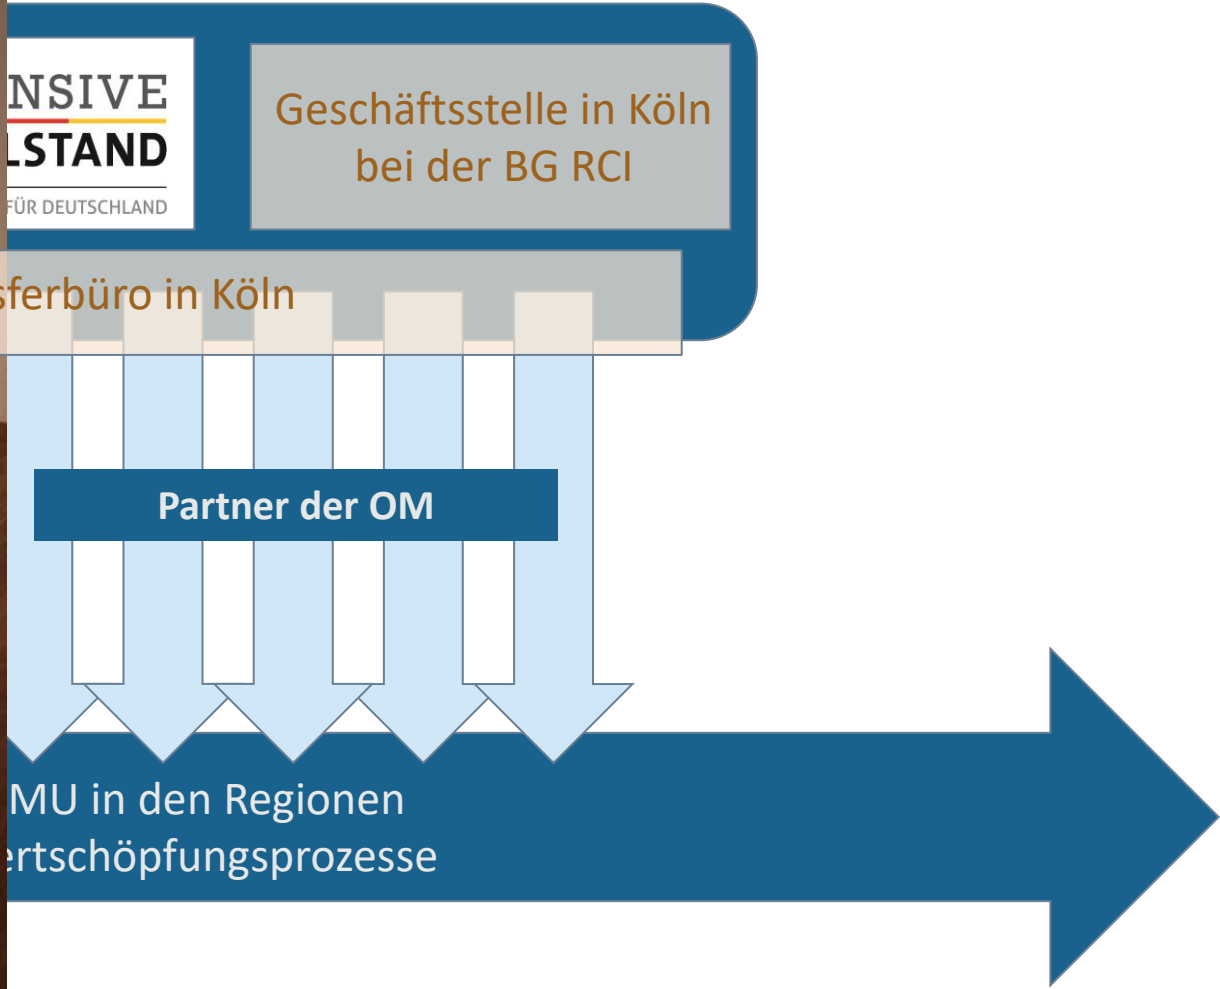 NSIVE
LSTAND
FÜR DEUTSCHLAND
Geschäftsstelle in Köln
bei der BG RCI
sferbüro in Köln
Partner der OM
MU in den Regionen
ertschöpfungsprozesse